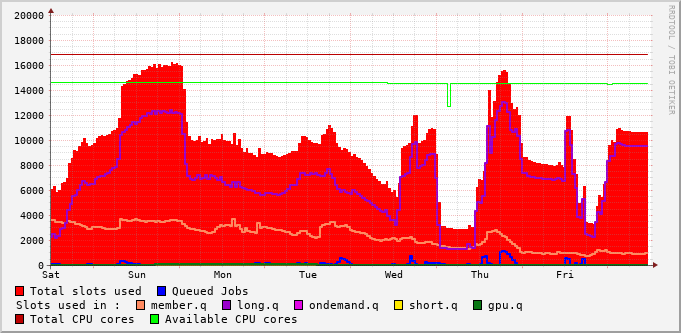 20000
18000
16000
14000
12000
10000
8000
6000
4000
2000
0
Sat Sun Mon Tue Wed Thu Fri
RRDTOOL / TOBI OETIKER
Total slots used Queued Jobs
Slots used in : member.q long.q ondemand.q short.q gpu.q
Total CPU cores Available CPU cores